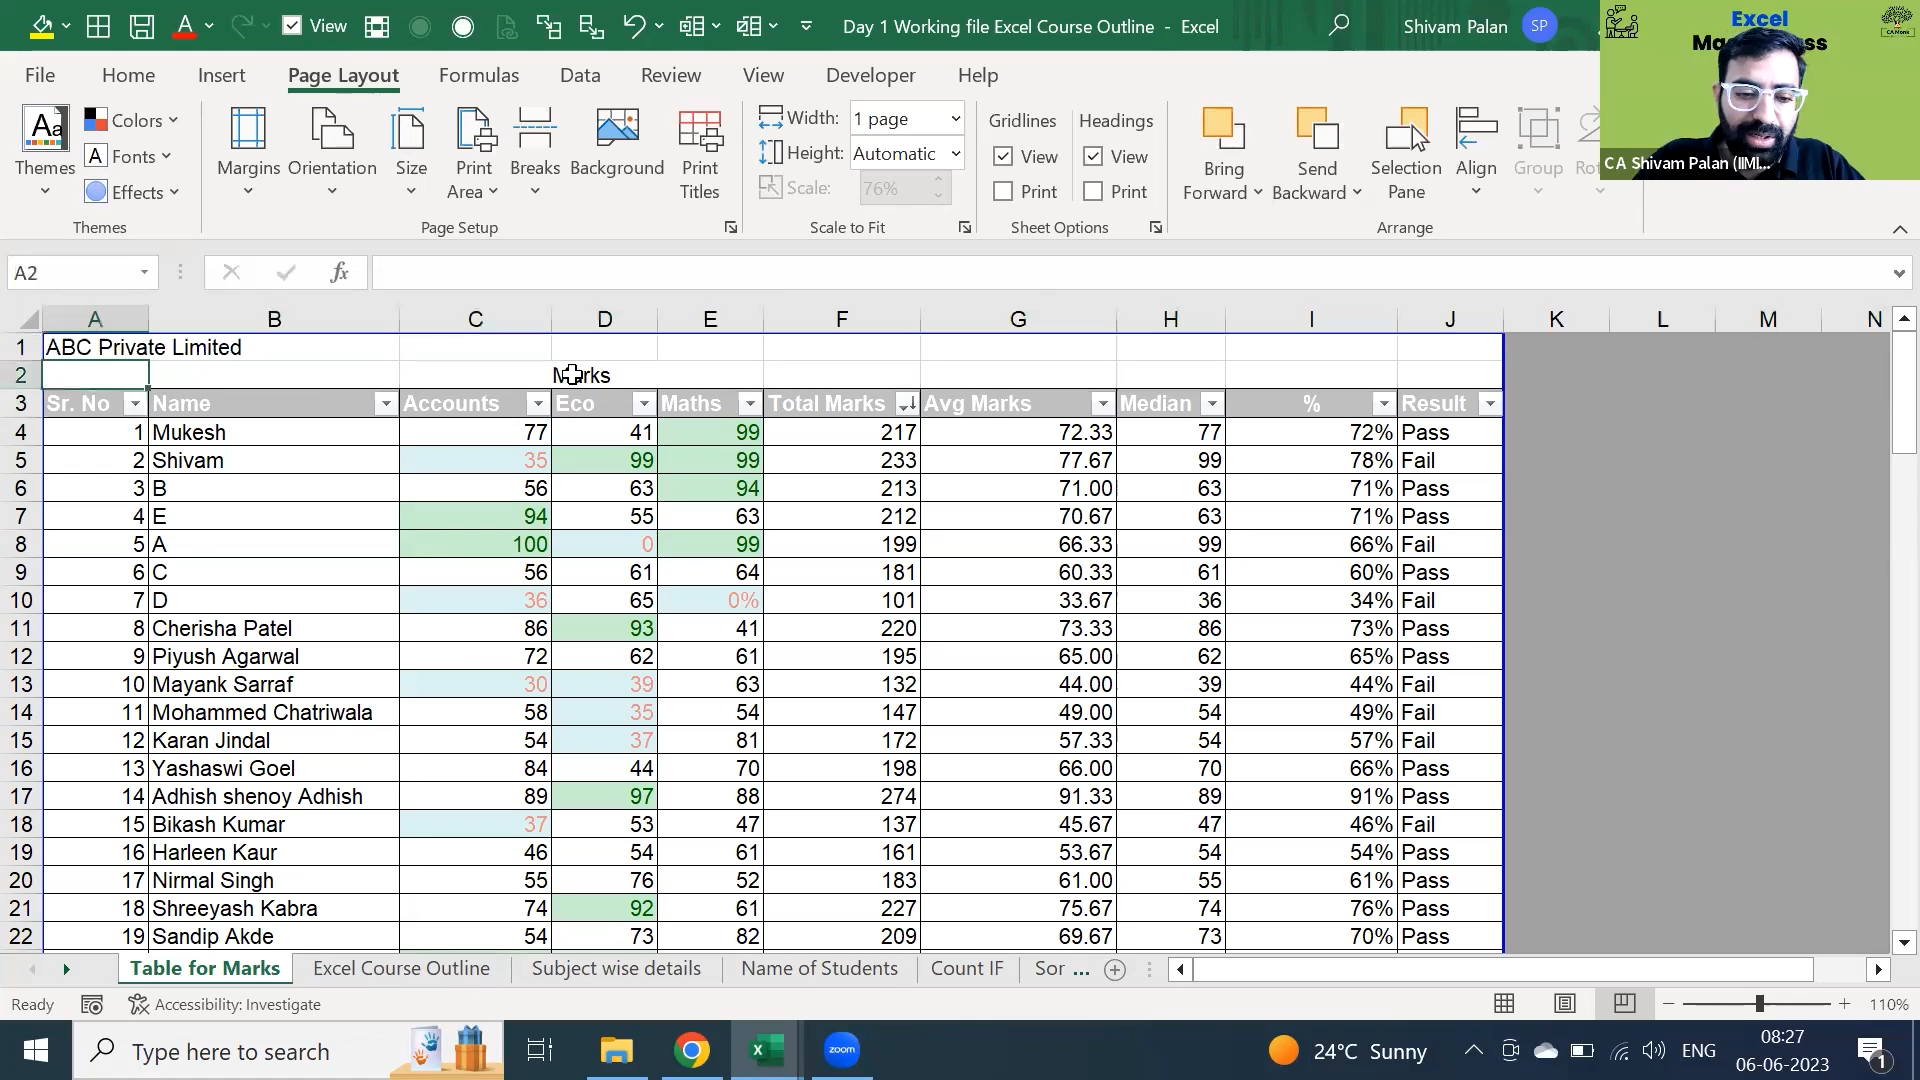 View
Day 1 Working file Excel Course Outline - Excel
Shivam Palan
SP
Excel
CA Monk
CA Shivam Palan (IIMI...
File Home Insert Page Layout Formulas Data Review View Developer Help
Themes
Colors
Fonts
Effects
Themes
Margins
Orientation
Size
Print Area
Breaks
Background
Print Titles
Page Setup
Width: 1 page
Height: Automatic
Scale: 76%
Scale to Fit
Gridlines Headings
View View
Print Print
Sheet Options
Bring Forward
Send Backward
Selection Pane
Align
Group
Arrange
A2 fx
A B C D E F G H I J K L M N
1 ABC Private Limited
2 Marks
3 Sr. No Name Accounts Eco Maths Total Marks Avg Marks Median % Result
4 1 Mukesh 77 41 99 217 72.33 77 72% Pass
5 2 Shivam 35 99 99 233 77.67 99 78% Fail
6 3 B 56 63 94 213 71.00 63 71% Pass
7 4 E 94 55 63 212 70.67 63 71% Pass
8 5 A 100 0 99 199 66.33 99 66% Fail
9 6 C 56 61 64 181 60.33 61 60% Pass
10 7 D 36 65 0% 101 33.67 36 34% Fail
11 8 Cherisha Patel 86 93 41 220 73.33 86 73% Pass
12 9 Piyush Agarwal 72 62 61 195 65.00 62 65% Pass
13 10 Mayank Sarraf 30 39 63 132 44.00 39 44% Fail
14 11 Mohammed Chatriwala 58 35 54 147 49.00 54 49% Fail
15 12 Karan Jindal 54 37 81 172 57.33 54 57% Fail
16 13 Yashaswi Goel 84 44 70 198 66.00 70 66% Pass
17 14 Adhish shenoy Adhish 89 97 88 274 91.33 89 91% Pass
18 15 Bikash Kumar 37 53 47 137 45.67 47 46% Fail
19 16 Harleen Kaur 46 54 61 161 53.67 54 54% Pass
20 17 Nirmal Singh 55 76 52 183 61.00 55 61% Pass
21 18 Shreeyash Kabra 74 92 61 227 75.67 74 76% Pass
22 19 Sandip Akde 54 73 82 209 69.67 73 70% Pass
Table for Marks Excel Course Outline Subject wise details Name of Students Count IF Sor ...
Ready Accessibility: Investigate 110%
Type here to search
zoom
24°C Sunny
ENG
08:27
06-06-2023
1